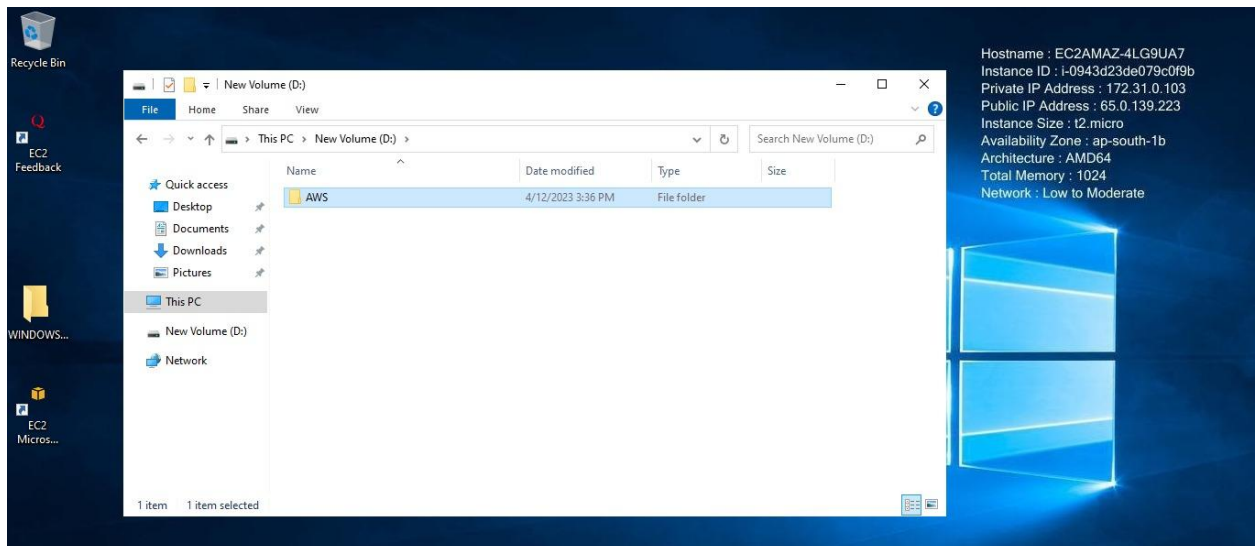 Recycle Bin
EC2
Feedback
WINDOWS...
EC2
Micros...
New Volume (D:)
File Home Share View
This PC > New Volume (D:) >
Search New Volume (D:)
Name Date modified Type Size
AWS 4/12/2023 3:36 PM File folder
Quick access
Desktop
Documents
Downloads
Pictures
This PC
New Volume (D:)
Network
1 item 1 item selected
Hostname : EC2AMAZ-4LG9UA7
Instance ID : i-0943d23de079c0f9b
Private IP Address : 172.31.0.103
Public IP Address : 65.0.139.223
Instance Size : t2.micro
Availability Zone : ap-south-1b
Architecture : AMD64
Total Memory : 1024
Network : Low to Moderate